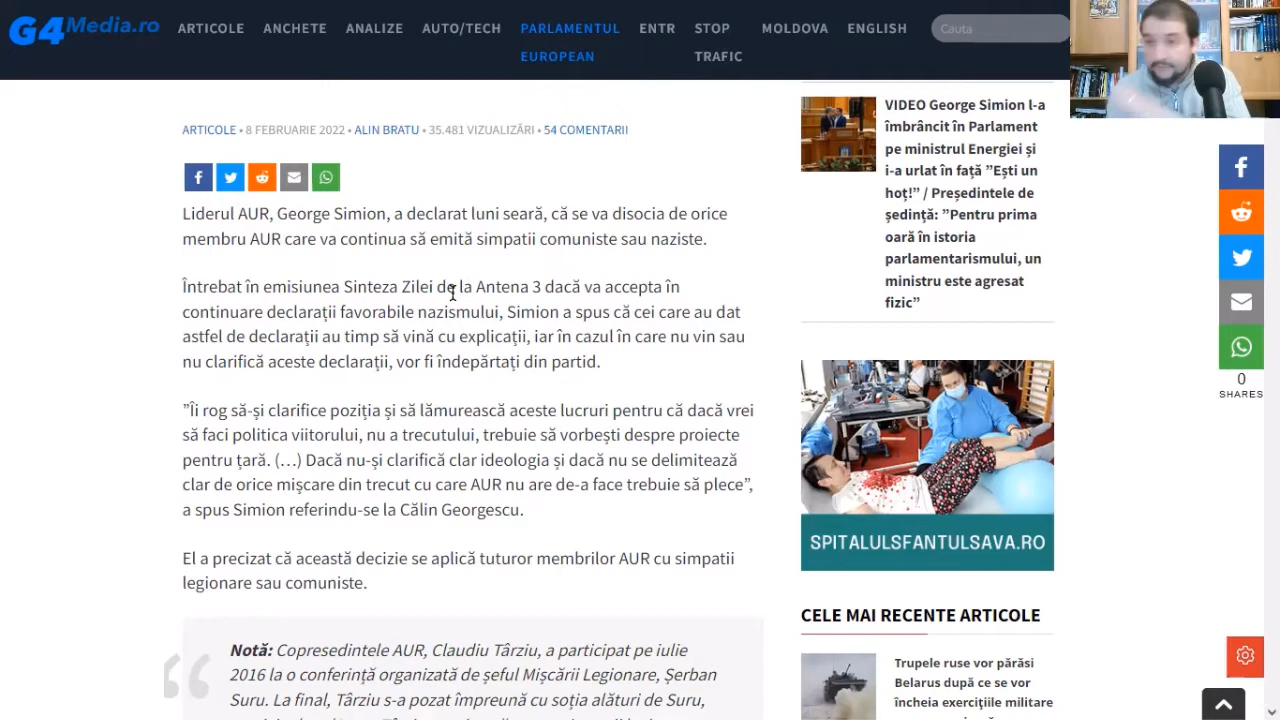 G4Media.ro
ARTICOLE ANCHETE ANALIZE AUTO/TECH PARLAMENTUL EUROPEAN ENTR STOP TRAFIC MOLDOVA ENGLISH
Cauta
ARTICOLE • 8 FEBRUARIE 2022 • ALIN BRATU • 35.481 VIZUALIZĂRI • 54 COMENTARII
Liderul AUR, George Simion, a declarat luni seară, că se va disocia de orice
membru AUR care va continua să emită simpatii comuniste sau naziste.
Întrebat în emisiunea Sinteza Zilei de la Antena 3 dacă va accepta în
continuare declarații favorabile nazismului, Simion a spus că cei care au dat
astfel de declarații au timp să vină cu explicații, iar în cazul în care nu vin sau
nu clarifică aceste declarații, vor fi îndepărtați din partid.
”Îi rog să-și clarifice poziția și să lămurească aceste lucruri pentru că dacă vrei
să faci politica viitorului, nu a trecutului, trebuie să vorbești despre proiecte
pentru țară. (…) Dacă nu-și clarifică clar ideologia și dacă nu se delimitează
clar de orice mișcare din trecut cu care AUR nu are de-a face trebuie să plece”,
a spus Simion referindu-se la Călin Georgescu.
El a precizat că această decizie se aplică tuturor membrilor AUR cu simpatii
legionare sau comuniste.
Notă: Copresedintele AUR, Claudiu Târziu, a participat pe iulie
2016 la o conferință organizată de șeful Mișcării Legionare, Șerban
Suru. La final, Târziu s-a pozat împreună cu soția alături de Suru,
VIDEO George Simion l-a
îmbrâncit în Parlament
pe ministrul Energiei și
i-a urlat în față ”Ești un
hoț!” / Președintele de
ședință: ”Pentru prima
oară în istoria
parlamentarismului, un
ministru este agresat
fizic”
SPITALULSFANTULSAVA.RO
CELE MAI RECENTE ARTICOLE
Trupele ruse vor părăsi
Belarus după ce se vor
încheia exercițiile militare
0
SHARES